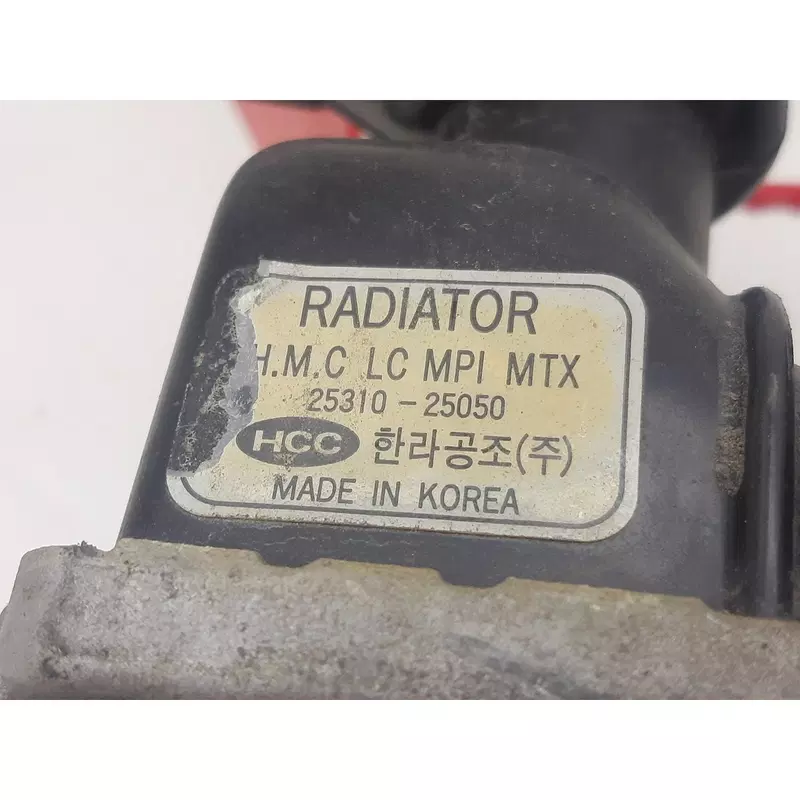 RADIATOR
H.M.C LC MPI MTX
25310-25050
HCC 한라공조(주)
MADE IN KOREA